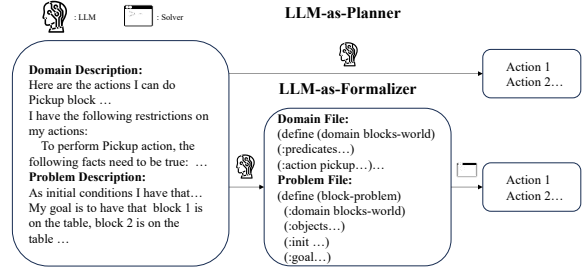 : LLM
: Solver
LLM-as-Planner
Domain Description:
Here are the actions I can do
Pickup block …
I have the following restrictions on
my actions:
To perform Pickup action, the
following facts need to be true: …
Problem Description:
As initial conditions I have that…
My goal is to have that block 1 is
on the table, block 2 is on the
table …
Action 1
Action 2…
LLM-as-Formalizer
Domain File:
(define (domain blocks-world)
(:predicates…)
(:action pickup…)…)
Problem File:
(define (block-problem)
(:domain blocks-world)
(:objects…)
(:init …)
(:goal…)
Action 1
Action 2…